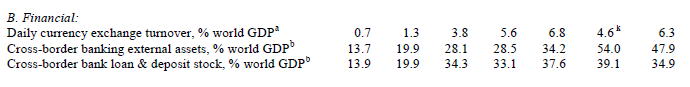 B. Financial:
Daily currency exchange turnover, % world GDPᵃ 0.7 1.3 3.8 5.6 6.8 4.6ᵏ 6.3
Cross-border banking external assets, % world GDPᵇ 13.7 19.9 28.1 28.5 34.2 54.0 47.9
Cross-border bank loan & deposit stock, % world GDPᵇ 13.9 19.9 34.3 33.1 37.6 39.1 34.9